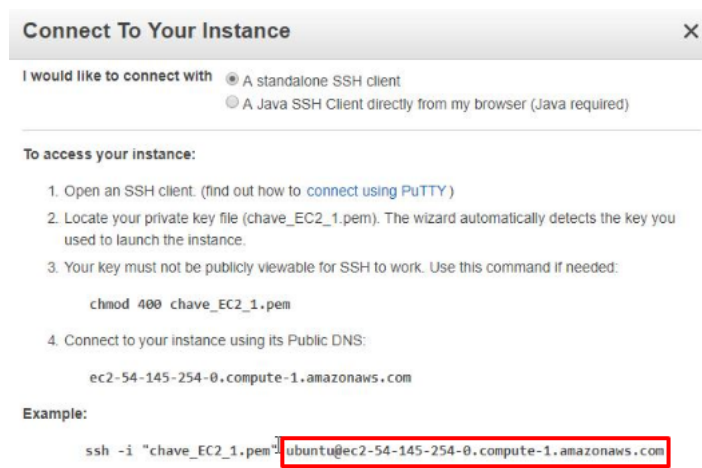 Connect To Your Instance
I would like to connect with
A standalone SSH client
A Java SSH Client directly from my browser (Java required)
To access your instance:
1. Open an SSH client. (find out how to connect using PuTTY)
2. Locate your private key file (chave_EC2_1.pem). The wizard automatically detects the key you
used to launch the instance.
3. Your key must not be publicly viewable for SSH to work. Use this command if needed:
chmod 400 chave_EC2_1.pem
4. Connect to your instance using its Public DNS:
ec2-54-145-254-0.compute-1.amazonaws.com
Example:
ssh -i "chave_EC2_1.pem" ubuntu@ec2-54-145-254-0.compute-1.amazonaws.com